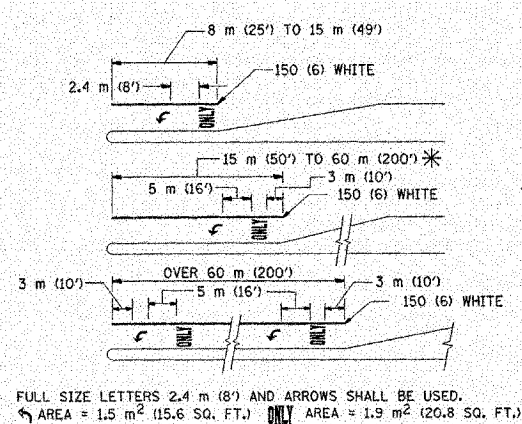 8 m (25') TO 15 m (49')
150 (6) WHITE
2.4 m (8')
ONLY
15 m (50') TO 60 m (200') *
5 m (16')
3 m (10')
150 (6) WHITE
ONLY
OVER 60 m (200')
3 m (10')
5 m (16')
3 m (10')
150 (6) WHITE
ONLY
ONLY
FULL SIZE LETTERS 2.4 m (8') AND ARROWS SHALL BE USED.
AREA = 1.5 m² (15.6 SQ. FT.) ONLY AREA = 1.9 m² (20.8 SQ. FT.)